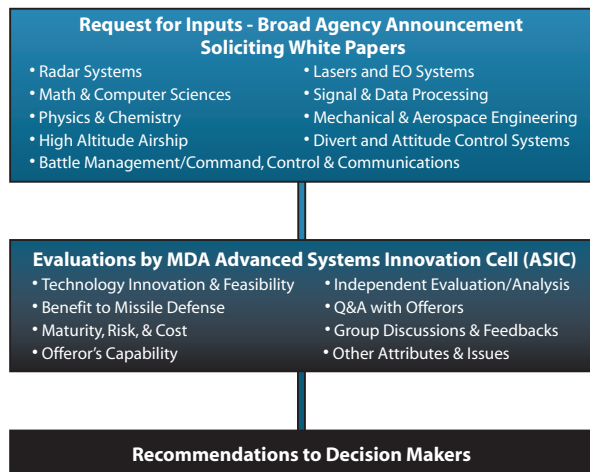 Request for Inputs - Broad Agency Announcement
Soliciting White Papers
• Radar Systems
• Math & Computer Sciences
• Physics & Chemistry
• High Altitude Airship
• Lasers and EO Systems
• Signal & Data Processing
• Mechanical & Aerospace Engineering
• Divert and Attitude Control Systems
• Battle Management/Command, Control & Communications
Evaluations by MDA Advanced Systems Innovation Cell (ASIC)
• Technology Innovation & Feasibility
• Benefit to Missile Defense
• Maturity, Risk, & Cost
• Offeror's Capability
• Independent Evaluation/Analysis
• Q&A with Offerors
• Group Discussions & Feedbacks
• Other Attributes & Issues
Recommendations to Decision Makers